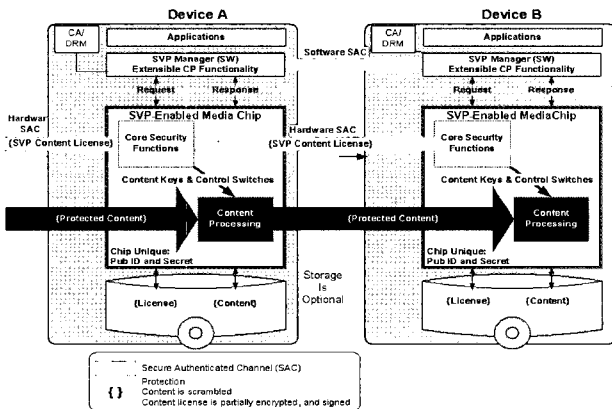 Device A
CA/
DRM
Applications
SVP Manager (SW)
Extensible CP Functionality
Request
Response
SVP-Enabled Media Chip
Core Security
Functions
Content Keys & Control Switches
{Protected Content}
Content
Processing
Chip Unique:
Pub ID and Secret
{License}
{Content}
Hardwar
SAC
(SVP Content License)
Software SAC
Hardware SAC
(SVP Content License)
{Protected Content}
Storage
Is
Optional
Device B
CA/
DRM
Applications
SVP Manager (SW)
Extensible CP Functionality
Request
Response
SVP-Enabled MediaChip
Core Security
Functions
Content Keys & Control Switches
Content
Processing
Chip Unique:
Pub ID and Secret
{License}
{Content}
Secure Authenticated Channel (SAC)
{ } Protection
Content is scrambled
Content license is partially encrypted, and signed